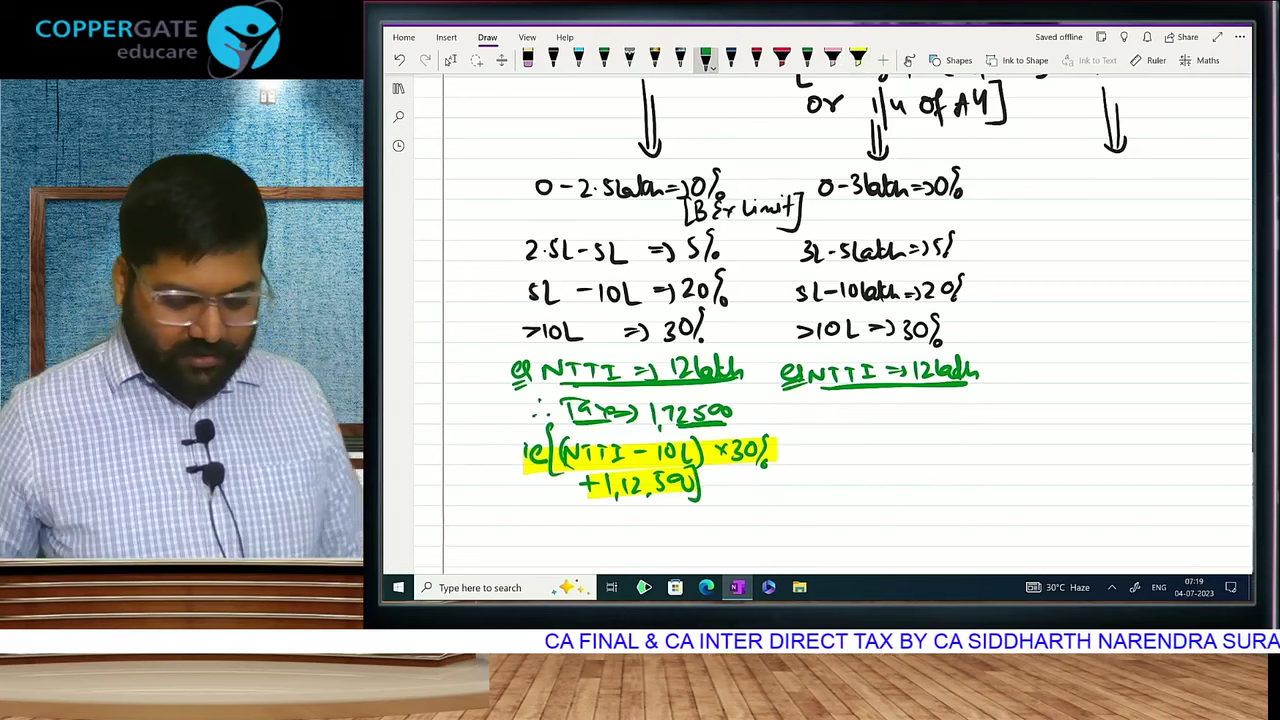 COPPERGATE
educare
Home Insert Draw View Help
Saved offline
Share
Shapes
Ink to Shape
Ink to Text
Ruler
Maths
of AY]
or
0-2.5lakh=>0%
[B Ex Limit]
2.5L-5L => 5%
5L -10L => 20%
>10L => 30%
eg NTTI => 12lakh
∴ Tax=> 1,72,500
ie[(NTTI - 10L) ×30%
+1,12,500]
0-3lakh=>0%
3L-5lakh=>5%
5L-10lakh=>20%
>10L => 30%
eg NTTI => 12lakh
Type here to search
30°C Haze
ENG
07:19
04-07-2023
CA FINAL & CA INTER DIRECT TAX BY CA SIDDHARTH NARENDRA SURA